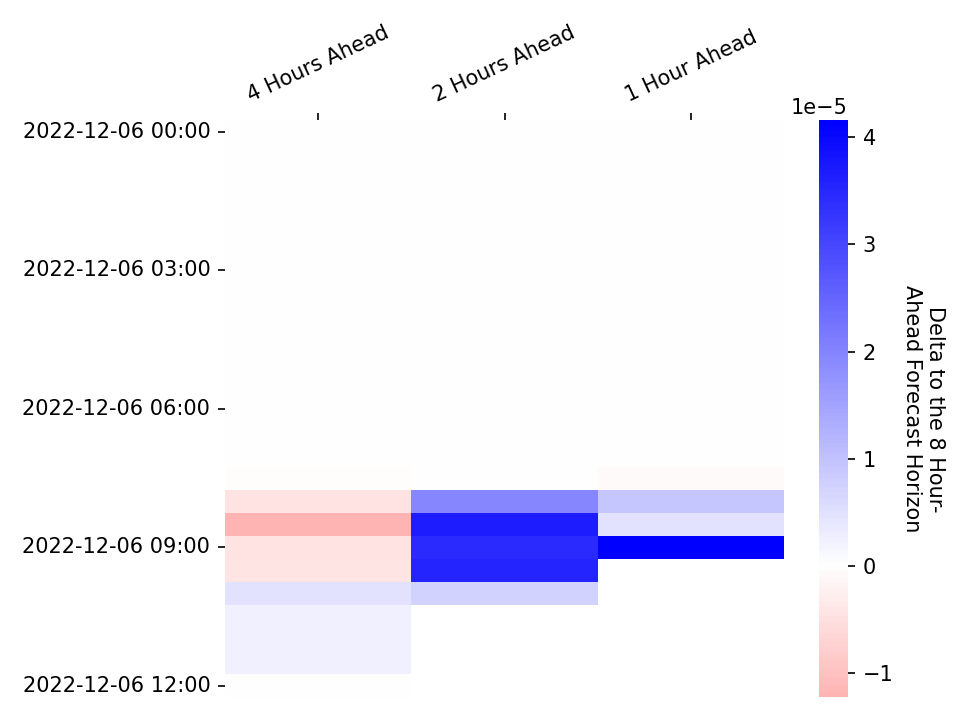 4 Hours Ahead
2 Hours Ahead
1 Hour Ahead
1e−5
2022-12-06 00:00
2022-12-06 03:00
2022-12-06 06:00
2022-12-06 09:00
2022-12-06 12:00
4
3
2
1
0
−1
Delta to the 8 Hour-
Ahead Forecast Horizon